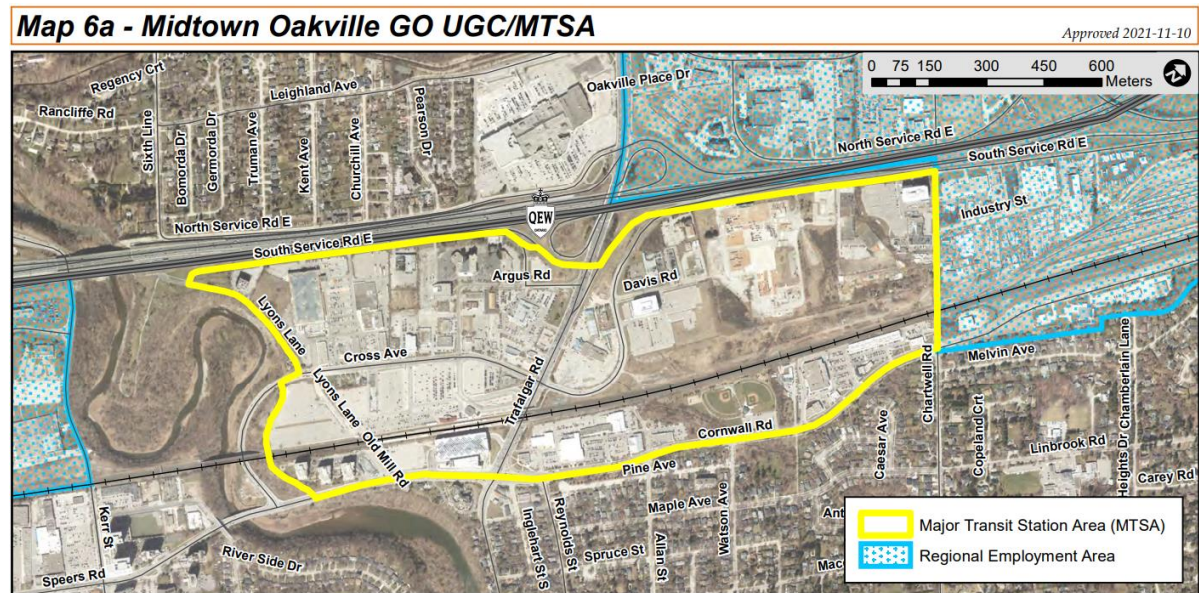 Map 6a - Midtown Oakville GO UGC/MTSA
Approved 2021-11-10
0 75 150 300 450 600
Meters
Regency Crt
Rancliffe Rd
Leighland Ave
Oakville Place Dr
Sixth Line
Bomorda Dr
Germorda Dr
Truman Ave
Kent Ave
Churchill Ave
Pearson Dr
North Service Rd E
South Service Rd E
North Service Rd E
South Service Rd E
QEW
Industry St
Argus Rd
Davis Rd
Lyons Lane
Cross Ave
Lyons Lane
Old Mill Rd
Trafalgar Rd
Chartwell Rd
Melvin Ave
Chamberlain Lane
Cornwall Rd
Pine Ave
Caesar Ave
Copeland Crt
Linbrook Rd
Heights Dr
Carey Rd
Kerr St
Speers Rd
River Side Dr
Inglehart St S
Reynolds St
Maple Ave
Spruce St
Allan St
Watson Ave
Ant
Mac
Major Transit Station Area (MTSA)
Regional Employment Area